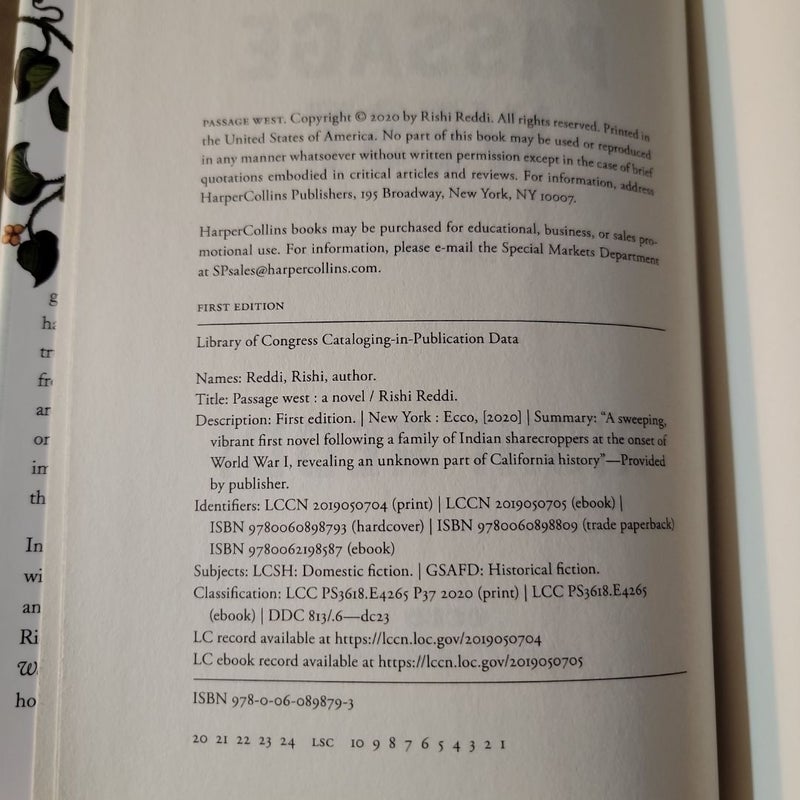 PASSAGE WEST. Copyright © 2020 by Rishi Reddi. All rights reserved. Printed in
the United States of America. No part of this book may be used or reproduced
in any manner whatsoever without written permission except in the case of brief
quotations embodied in critical articles and reviews. For information, address
HarperCollins Publishers, 195 Broadway, New York, NY 10007.
HarperCollins books may be purchased for educational, business, or sales pro-
motional use. For information, please e-mail the Special Markets Department
at SPsales@harpercollins.com.
FIRST EDITION
Library of Congress Cataloging-in-Publication Data
Names: Reddi, Rishi, author.
Title: Passage west : a novel / Rishi Reddi.
Description: First edition. | New York : Ecco, [2020] | Summary: “A sweeping,
vibrant first novel following a family of Indian sharecroppers at the onset of
World War I, revealing an unknown part of California history”—Provided
by publisher.
Identifiers: LCCN 2019050704 (print) | LCCN 2019050705 (ebook) |
ISBN 9780060898793 (hardcover) | ISBN 9780060898809 (trade paperback)
ISBN 9780062198587 (ebook)
Subjects: LCSH: Domestic fiction. | GSAFD: Historical fiction.
Classification: LCC PS3618.E4265 P37 2020 (print) | LCC PS3618.E4265
(ebook) | DDC 813/.6—dc23
LC record available at https://lccn.loc.gov/2019050704
LC ebook record available at https://lccn.loc.gov/2019050705
ISBN 978-0-06-089879-3
20 21 22 23 24 LSC 10 9 8 7 6 5 4 3 2 1
In
wi
an
Ri
W
ho